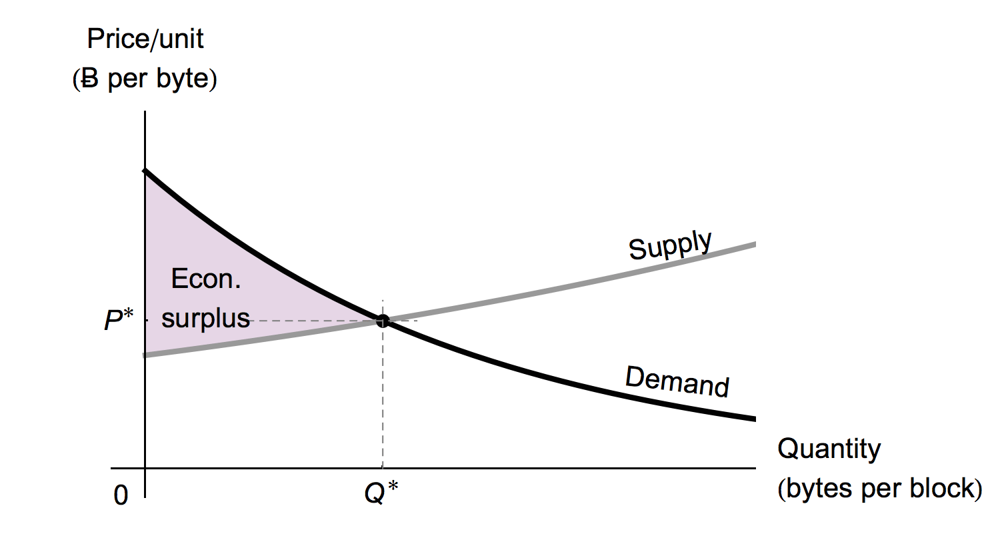 Price/unit
(Ƀ per byte)
Supply
Econ.
P* surplus
Demand
Quantity
(bytes per block)
0
Q*